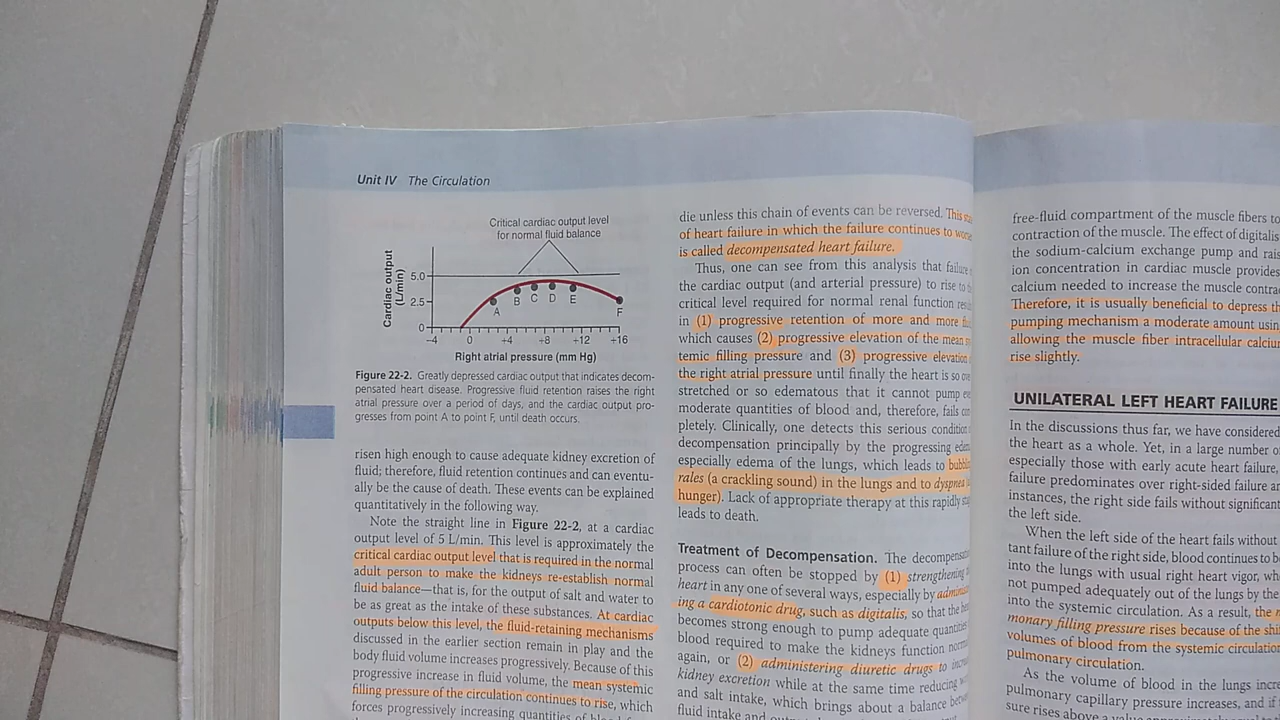 Unit IV The Circulation
Critical cardiac output level
for normal fluid balance
Cardiac output
(L/min)
5.0
2.5
0
A
B
C
D
E
F
−4
0
+4
+8
+12
+16
Right atrial pressure (mm Hg)
Figure 22-2. Greatly depressed cardiac output that indicates decom-
pensated heart disease. Progressive fluid retention raises the right
atrial pressure over a period of days, and the cardiac output pro-
gresses from point A to point F, until death occurs.
risen high enough to cause adequate kidney excretion of
fluid; therefore, fluid retention continues and can eventu-
ally be the cause of death. These events can be explained
quantitatively in the following way.
Note the straight line in Figure 22-2, at a cardiac
output level of 5 L/min. This level is approximately the
critical cardiac output level that is required in the normal
adult person to make the kidneys re-establish normal
fluid balance—that is, for the output of salt and water to
be as great as the intake of these substances. At cardiac
outputs below this level, the fluid-retaining mechanisms
discussed in the earlier section remain in play and the
body fluid volume increases progressively. Because of this
progressive increase in fluid volume, the mean systemic
filling pressure of the circulation continues to rise, which
forces progressively increasing quantities of
die unless this chain of events can be reversed. This
of heart failure in which the failure continues to
is called decompensated heart failure.
Thus, one can see from this analysis that failure
the cardiac output (and arterial pressure) to rise to
critical level required for normal renal function
in (1) progressive retention of more and more
which causes (2) progressive elevation of the mean
temic filling pressure and (3) progressive elevation
the right atrial pressure until finally the heart is so
stretched or so edematous that it cannot pump
moderate quantities of blood and, therefore, fails
pletely. Clinically, one detects this serious condition
decompensation principally by the progressing
especially edema of the lungs, which leads to
rales (a crackling sound) in the lungs and to dyspnea
hunger). Lack of appropriate therapy at this rapidly
leads to death.
Treatment of Decompensation. The
process can often be stopped by (1) strengthening
heart in any one of several ways, especially by
ing a cardiotonic drug, such as digitalis, so that the
becomes strong enough to pump adequate
blood required to make the kidneys function
again, or (2) administering diuretic drugs to
kidney excretion while at the same time reducing
and salt intake, which brings about a balance
fluid intake and
free-fluid compartment of the muscle fibers
contraction of the muscle. The effect of digitalis
the sodium-calcium exchange pump and
ion concentration in cardiac muscle provides
calcium needed to increase the muscle
Therefore, it is usually beneficial to depress
pumping mechanism a moderate amount
allowing the muscle fiber intracellular
rise slightly.
UNILATERAL LEFT HEART FAILURE
In the discussions thus far, we have considered
the heart as a whole. Yet, in a large number
especially those with early acute heart failure,
failure predominates over right-sided failure
instances, the right side fails without significant
the left side.
When the left side of the heart fails without
tant failure of the right side, blood continues to
into the lungs with usual right heart vigor,
not pumped adequately out of the lungs by the
into the systemic circulation. As a result, the
monary filling pressure rises because of the
volumes of blood from the systemic circulation
pulmonary circulation.
As the volume of blood in the lungs
pulmonary capillary pressure increases, and if
sure rises above a value